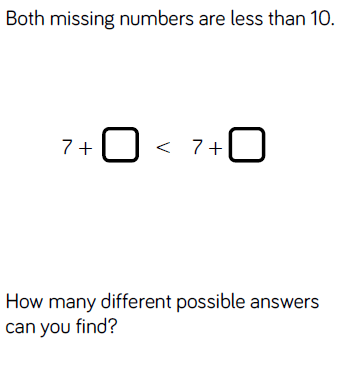 Both missing numbers are less than 10.
7 + □ < 7 + □
How many different possible answers
can you find?